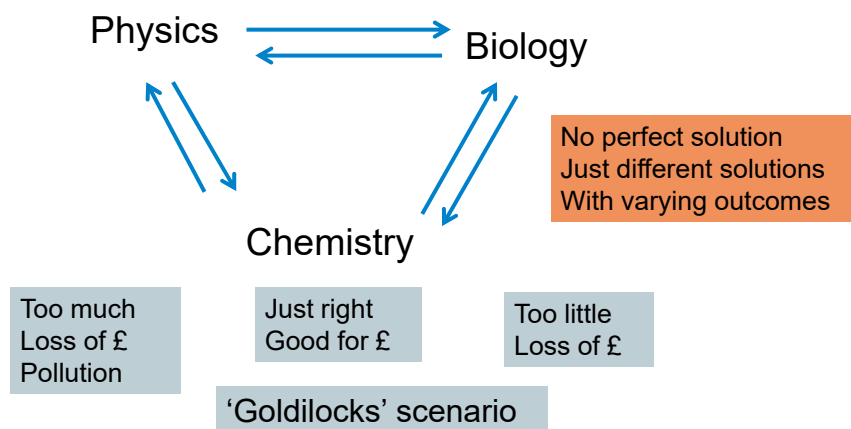 Physics
Biology
No perfect solution
Just different solutions
With varying outcomes
Chemistry
Too much
Loss of £
Pollution
Just right
Good for £
Too little
Loss of £
‘Goldilocks’ scenario